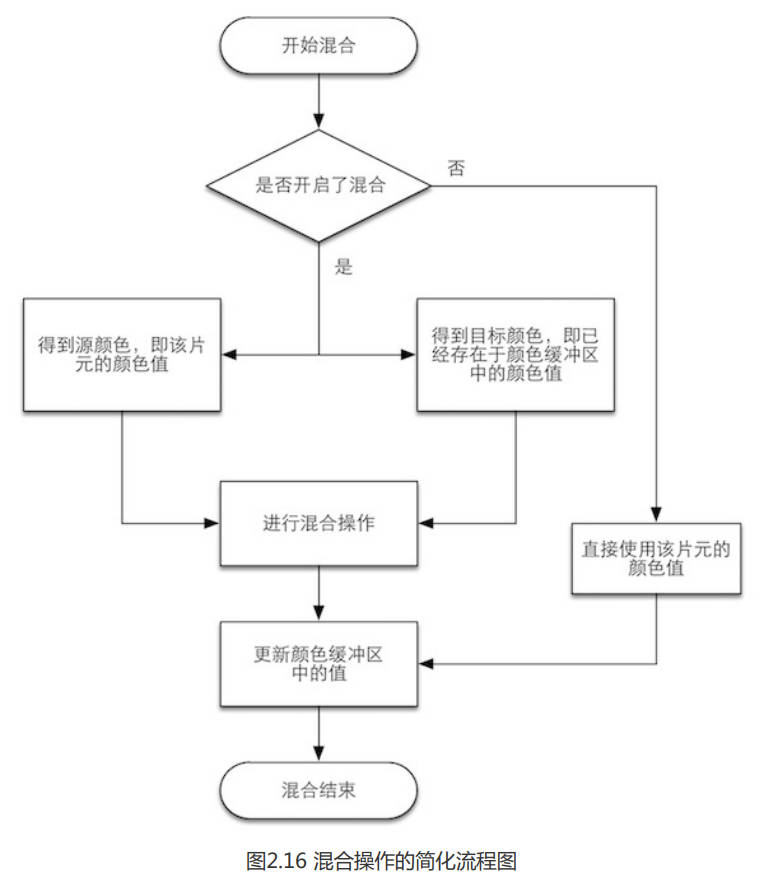 开始混合
是否开启了混合
否
是
得到源颜色，即该片
元的颜色值
得到目标颜色，即已
经存在于颜色缓冲区
中的颜色值
进行混合操作
直接使用该片元的
颜色值
更新颜色缓冲区
中的值
混合结束
图2.16 混合操作的简化流程图